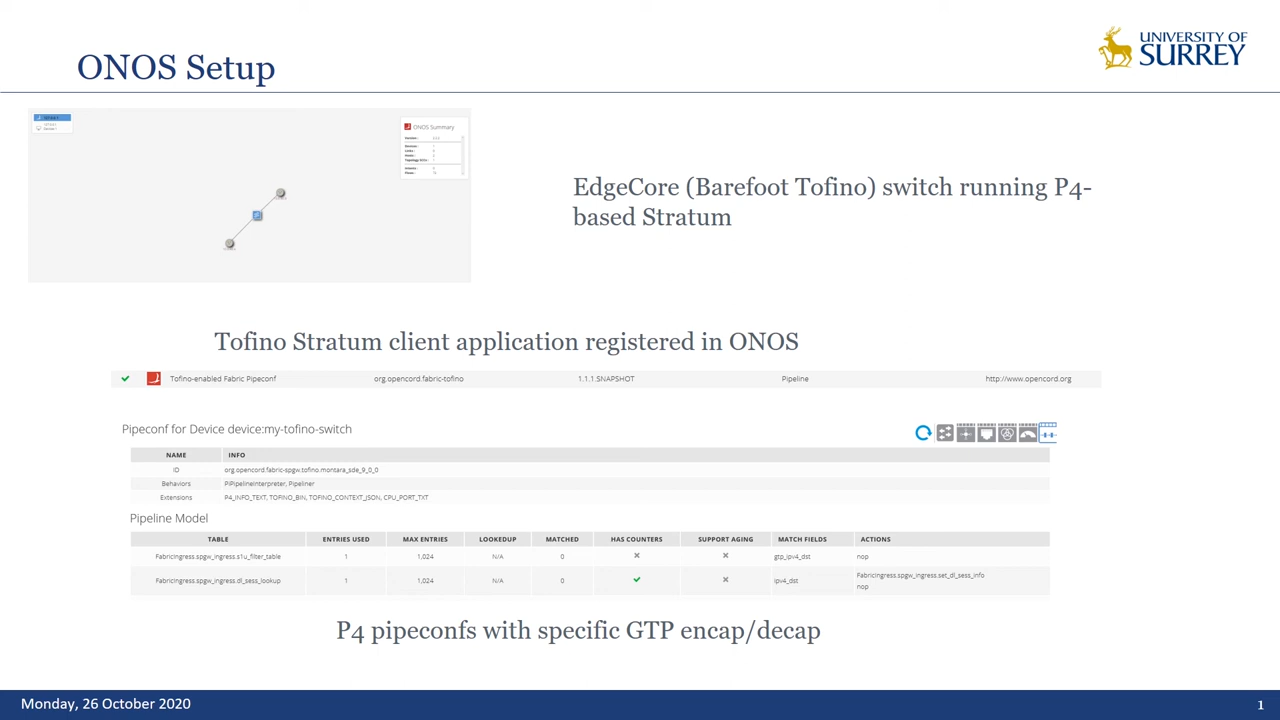 ONOS Setup
UNIVERSITY OF
SURREY
ONOS Summary
EdgeCore (Barefoot Tofino) switch running P4-
based Stratum
Tofino Stratum client application registered in ONOS
Tofino-enabled Fabric Pipeconf org.opencord.fabric-tofino 1.1.1.SNAPSHOT Pipeline http://www.opencord.org
Pipeconf for Device device:my-tofino-switch
NAME INFO
ID org.opencord.fabric-spgw.tofino.montara_sde_9_0_0
Behaviors PiPipelineInterpreter, Pipeliner
Extensions P4_INFO_TEXT, TOFINO_BIN, TOFINO_CONTEXT_JSON, CPU_PORT_TXT
Pipeline Model
TABLE ENTRIES USED MAX ENTRIES LOOKEDUP MATCHED HAS COUNTERS SUPPORT AGING MATCH FIELDS ACTIONS
FabricIngress.spgw_ingress.s1u_filter_table 1 1,024 N/A 0 gtp_ipv4_dst nop
FabricIngress.spgw_ingress.dl_sess_lookup 1 1,024 N/A 0 ipv4_dst FabricIngress.spgw_ingress.set_dl_sess_info
nop
P4 pipeconfs with specific GTP encap/decap
Monday, 26 October 2020 1